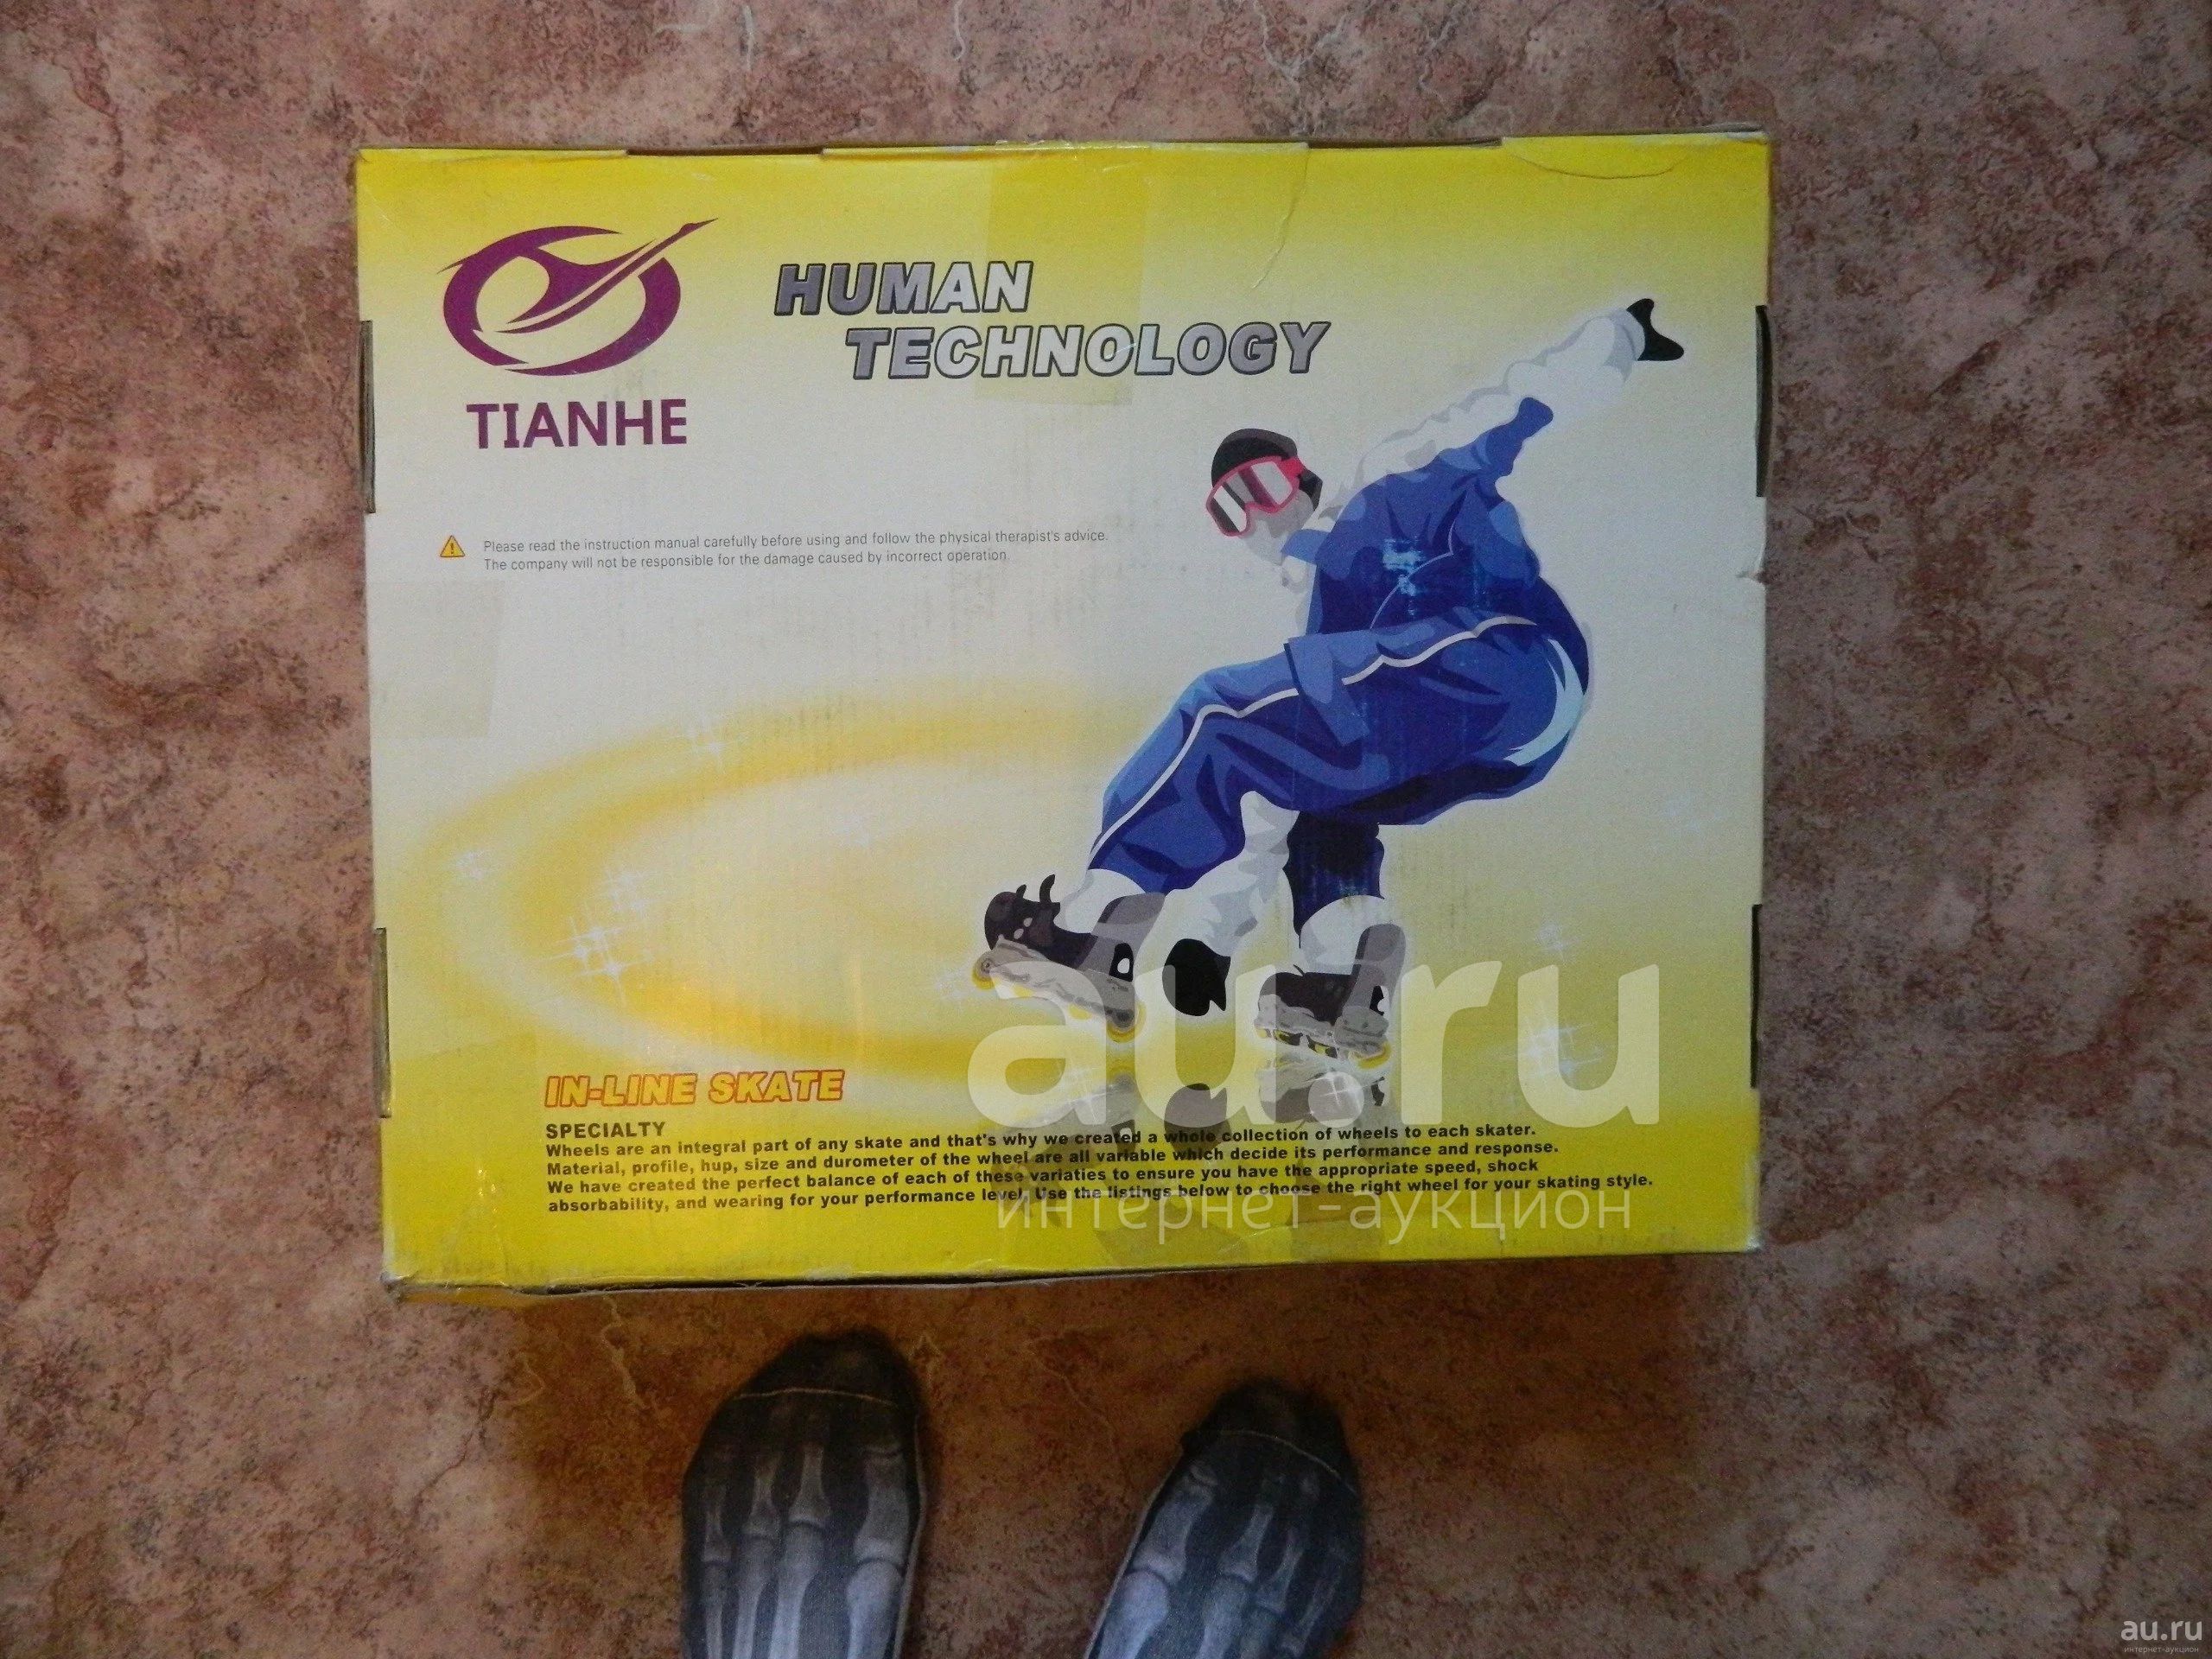 TIANHE
HUMAN
TECHNOLOGY
Please read the instruction manual carefully before using and follow the physical therapist's advice.
The company will not be responsible for the damage caused by incorrect operation.
IN-LINE SKATE
SPECIALTY
Wheels are an integral part of any skate and that's why we created a whole collection of wheels to each skater.
Material, profile, hup, size and durometer of the wheel are all variable which decide its performance and response.
We have created the perfect balance of each of these variaties to ensure you have the appropriate speed, shock
absorbability, and wearing for your performance level. Use the listings below to choose the right wheel for your skating style.
au.ru
интернет-аукцион
au.ru
интернет-аукцион